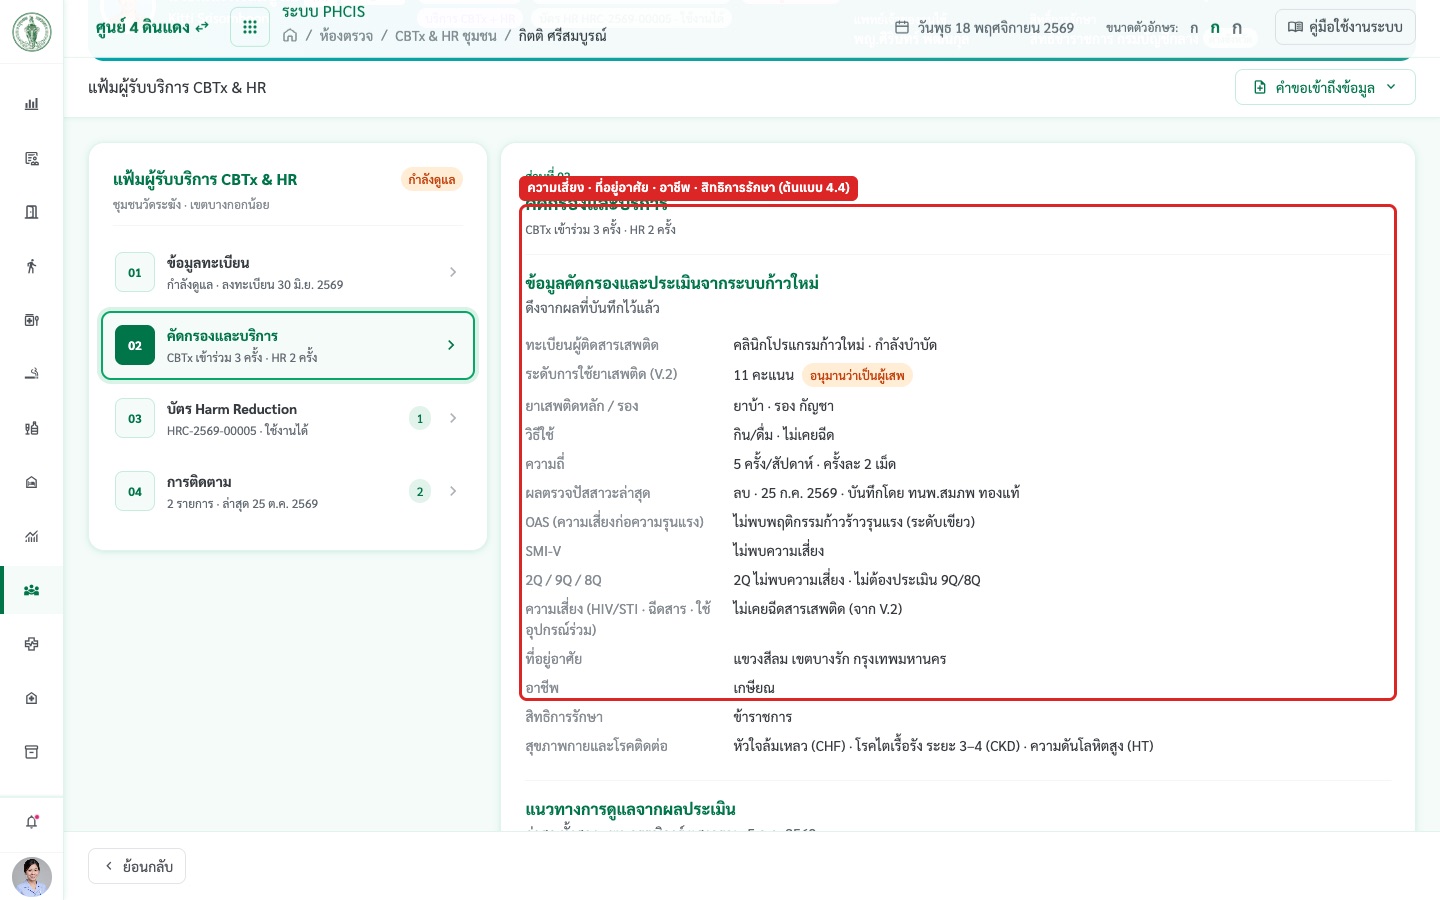 ศูนย์ 4 ดินแดง
ระบบ PHCIS
/ ห้องตรวจ / CBTx & HR ชุมชน / กิตติ ศรีสมบูรณ์
วันพุธ 18 พฤศจิกายน 2569
ขนาดตัวอักษร: ก ก ก
คู่มือใช้งานระบบ
แฟ้มผู้รับบริการ CBTx & HR
คำขอเข้าถึงข้อมูล
แฟ้มผู้รับบริการ CBTx & HR
กำลังดูแล
ชุมชนวัดระฆัง · เขตบางกอกน้อย
01 ข้อมูลทะเบียน
กำลังดูแล · ลงทะเบียน 30 มิ.ย. 2569
02 คัดกรองและบริการ
CBTx เข้าร่วม 3 ครั้ง · HR 2 ครั้ง
03 บัตร Harm Reduction 1
HRC-2569-00005 · ใช้งานได้
04 การติดตาม 2
2 รายการ · ล่าสุด 25 ต.ค. 2569
ความเสี่ยง · ที่อยู่อาศัย · อาชีพ · สิทธิการรักษา (ต้นแบบ 4.4)
คัดกรองและบริการ
CBTx เข้าร่วม 3 ครั้ง · HR 2 ครั้ง
ข้อมูลคัดกรองและประเมินจากระบบก้าวใหม่
ดึงจากผลที่บันทึกไว้แล้ว
ทะเบียนผู้ติดสารเสพติด คลินิกโปรแกรมก้าวใหม่ · กำลังบำบัด
ระดับการใช้ยาเสพติด (V.2) 11 คะแนน อนุมานว่าเป็นผู้เสพ
ยาเสพติดหลัก / รอง ยาบ้า · รอง กัญชา
วิธีใช้ กิน/ดื่ม · ไม่เคยฉีด
ความถี่ 5 ครั้ง/สัปดาห์ · ครั้งละ 2 เม็ด
ผลตรวจปัสสาวะล่าสุด ลบ · 25 ก.ค. 2569 · บันทึกโดย ทนพ.สมภพ ทองแท้
OAS (ความเสี่ยงก่อความรุนแรง) ไม่พบพฤติกรรมก้าวร้าวรุนแรง (ระดับเขียว)
SMI-V ไม่พบความเสี่ยง
2Q / 9Q / 8Q 2Q ไม่พบความเสี่ยง · ไม่ต้องประเมิน 9Q/8Q
ความเสี่ยง (HIV/STI · ฉีดสาร · ใช้ ไม่เคยฉีดสารเสพติด (จาก V.2)
อุปกรณ์ร่วม)
ที่อยู่อาศัย แขวงสีลม เขตบางรัก กรุงเทพมหานคร
อาชีพ เกษียณ
สิทธิการรักษา ข้าราชการ
สุขภาพกายและโรคติดต่อ หัวใจล้มเหลว (CHF) · โรคไตเรื้อรัง ระยะ 3–4 (CKD) · ความดันโลหิตสูง (HT)
แนวทางการดูแลจากผลประเมิน
ย้อนกลับ